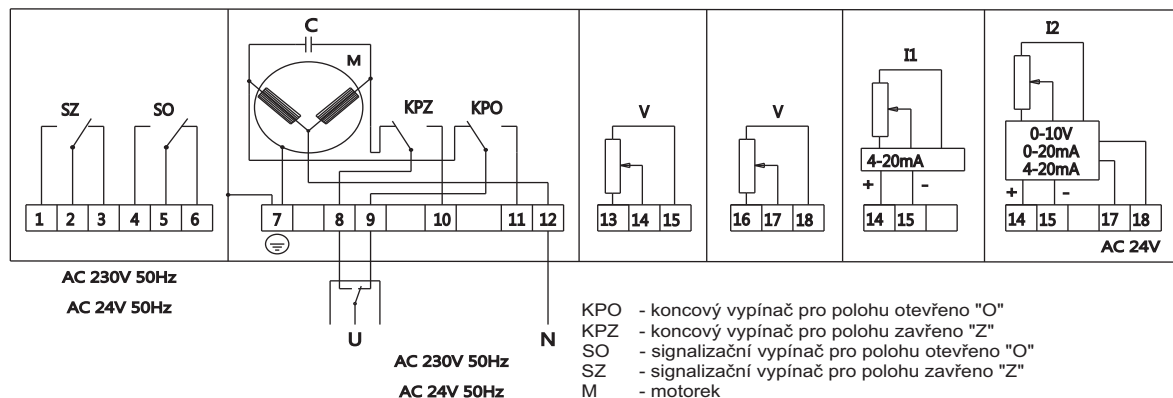 C
M
SZ
SO
KPZ
KPO
V
V
I1
I2
4-20mA
+ -
0-10V
0-20mA
4-20mA
+ -
1 2 3 4 5 6
7 8 9 10 11 12
13 14 15
16 17 18
14 15
14 15 17 18
AC 24V
AC 230V 50Hz
AC 24V 50Hz
U
N
AC 230V 50Hz
AC 24V 50Hz
KPO - koncový vypínač pro polohu otevřeno "O"
KPZ - koncový vypínač pro polohu zavřeno "Z"
SO - signalizační vypínač pro polohu otevřeno "O"
SZ - signalizační vypínač pro polohu zavřeno "Z"
M - motorek